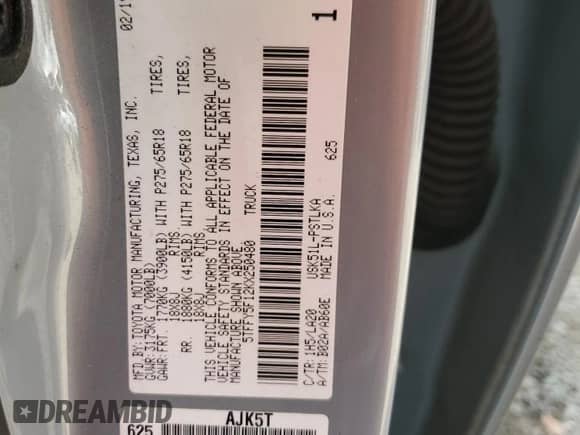 02/1
MFD BY: TOYOTA MOTOR MANUFACTURING, TEXAS, INC.
GVWR: 3175KG (7000LB)
GAWR: FRT. 1770KG (3900LB) WITH P275/65R18 TIRES,
18X8J RIMS
RR. 1880KG (4150LB) WITH P275/65R18 TIRES,
18X8J RIMS
THIS VEHICLE CONFORMS TO ALL APPLICABLE FEDERAL MOTOR
VEHICLE SAFETY STANDARDS IN EFFECT ON THE DATE OF
MANUFACTURE SHOWN ABOVE.
5TFFY5F12KX250480 TRUCK
C/TR: 1H5/LA20 USK51L-PSTLKA 625
A/TM: B02A/AB60E MADE IN U.S.A.
1
625 AJK5T
DREAMBID